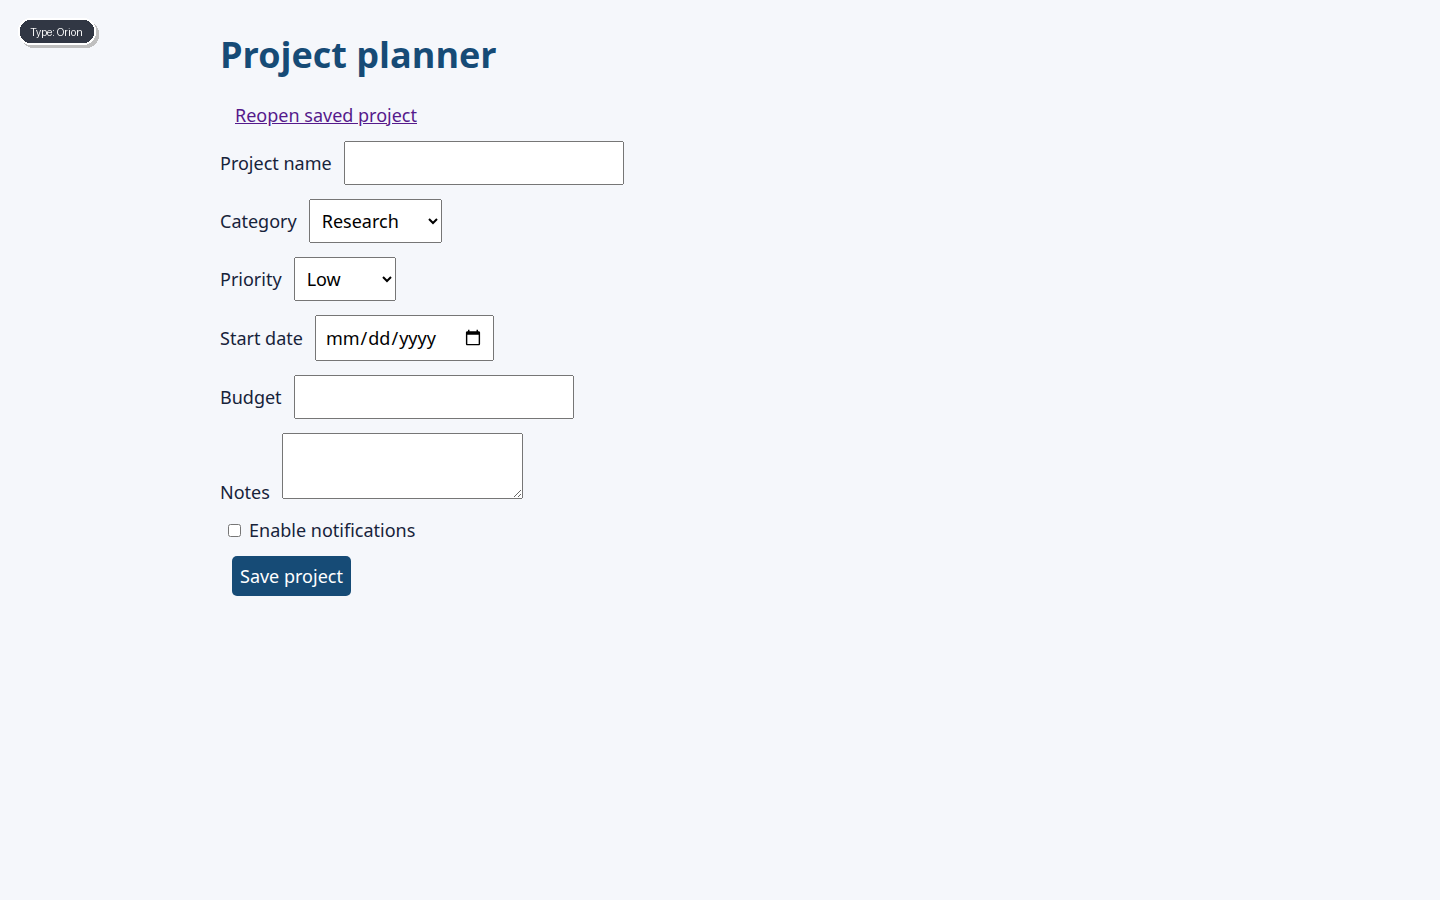 Type: Orion
Project planner
Reopen saved project
Project name
Category Research
Priority Low
Start date mm/dd/yyyy
Budget
Notes
Enable notifications
Save project